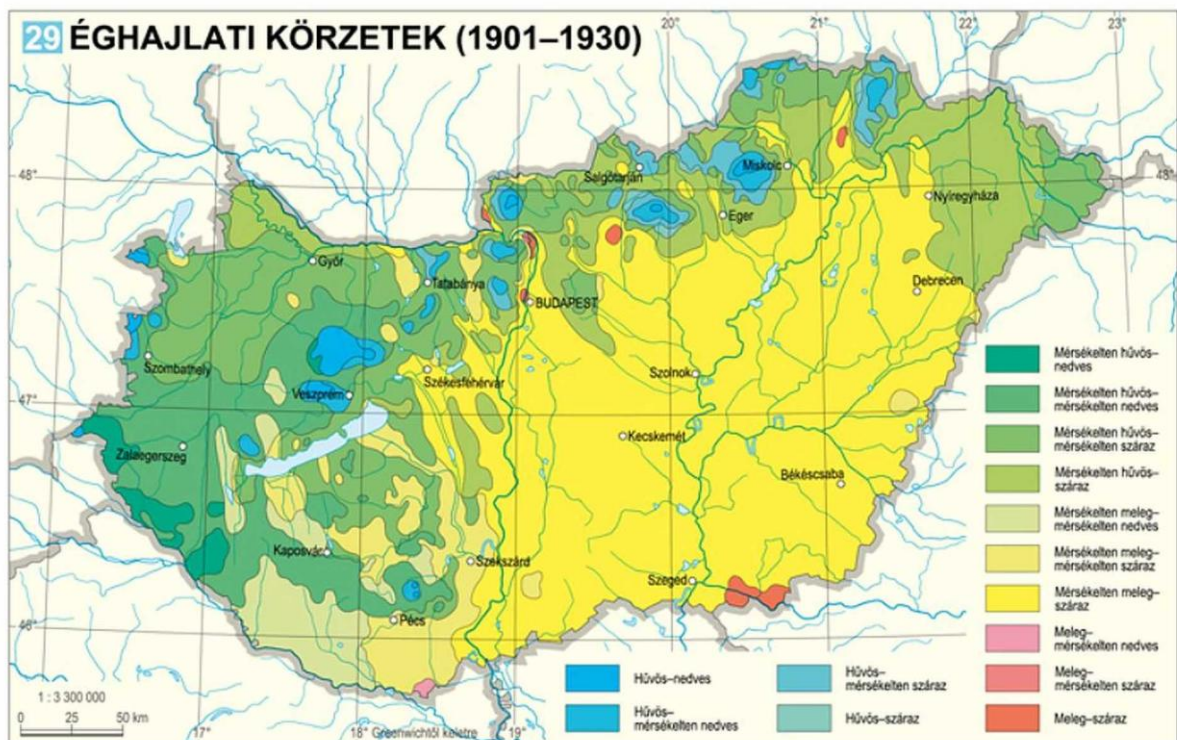 29 ÉGHAJLATI KÖRZETEK (1901–1930)
20°
21°
22°
23°
48°
48°
Salgótarján
Miskolc
Eger
Nyíregyháza
Győr
Tatabánya
BUDAPEST
Debrecen
Szombathely
Székesfehérvár
Szolnok
Veszprém
47°
Kecskemét
Zalaegerszeg
Békéscsaba
Kaposvár
Szekszárd
Szeged
46°
Pécs
Mérsékelten hűvös–
nedves
Mérsékelten hűvös–
mérsékelten nedves
Mérsékelten hűvös–
mérsékelten száraz
Mérsékelten hűvös–
száraz
Mérsékelten meleg–
mérsékelten nedves
Mérsékelten meleg–
mérsékelten száraz
Mérsékelten meleg–
száraz
Meleg–
mérsékelten nedves
Meleg–
mérsékelten száraz
Meleg–száraz
Hűvös–nedves
Hűvös–
mérsékelten nedves
Hűvös–
mérsékelten száraz
Hűvös–száraz
1 : 3 300 000
0 25 50 km
17°
18° Greenwichtől keletre
19°